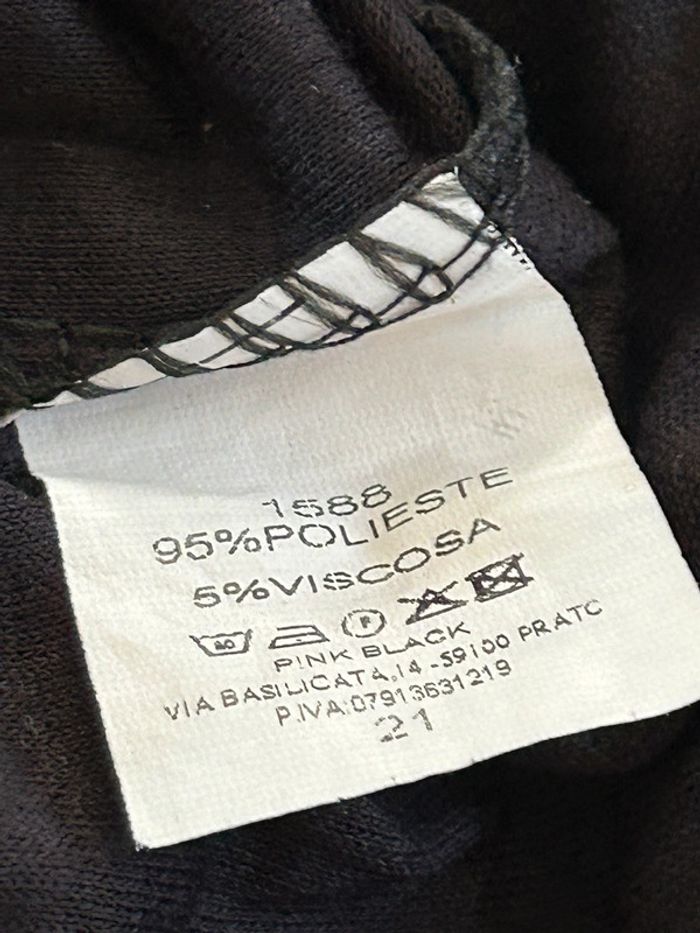 1588
95%POLIESTE
5%VISCOSA
P
PINK BLACK
VIA BASILICATA,14 -59100 PRATO
P.IVA:07913631219
21